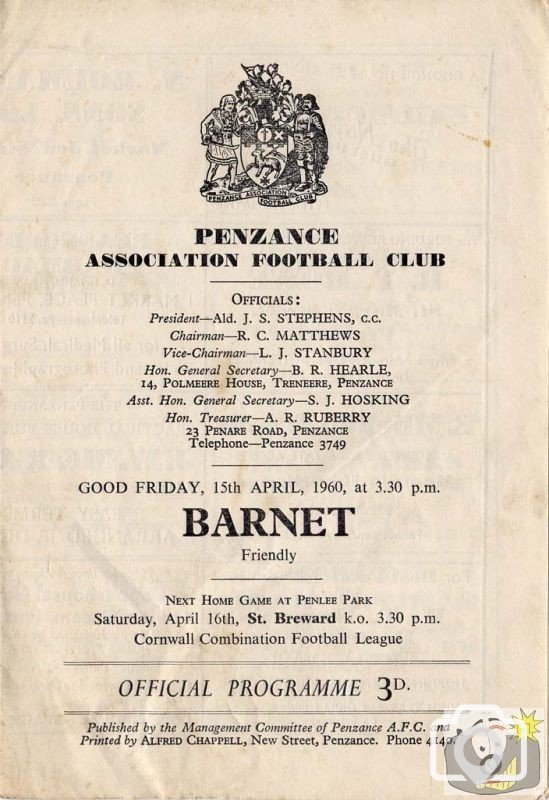 PENZANCE ASSOCIATION FOOTBALL CLUB
PENZANCE
ASSOCIATION FOOTBALL CLUB
OFFICIALS:
President—Ald. J. S. STEPHENS, C.C.
Chairman—R. C. MATTHEWS
Vice-Chairman—L. J. STANBURY
Hon. General Secretary—B. R. HEARLE,
14, POLMEERE HOUSE, TRENEERE, PENZANCE
Asst. Hon. General Secretary—S. J. HOSKING
Hon. Treasurer—A. R. RUBERRY
23 PENARE ROAD, PENZANCE
Telephone—Penzance 3749
GOOD FRIDAY, 15th APRIL, 1960, at 3.30 p.m.
BARNET
Friendly
NEXT HOME GAME AT PENLEE PARK
Saturday, April 16th, St. Breward k.o. 3.30 p.m.
Cornwall Combination Football League
OFFICIAL PROGRAMME 3D.
Published by the Management Committee of Penzance A.F.C. and
Printed by ALFRED CHAPPELL, New Street, Penzance. Phone